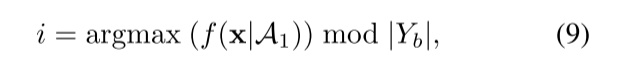 i = argmax (f(x|𝒜₁)) mod |Y_b|, (9)